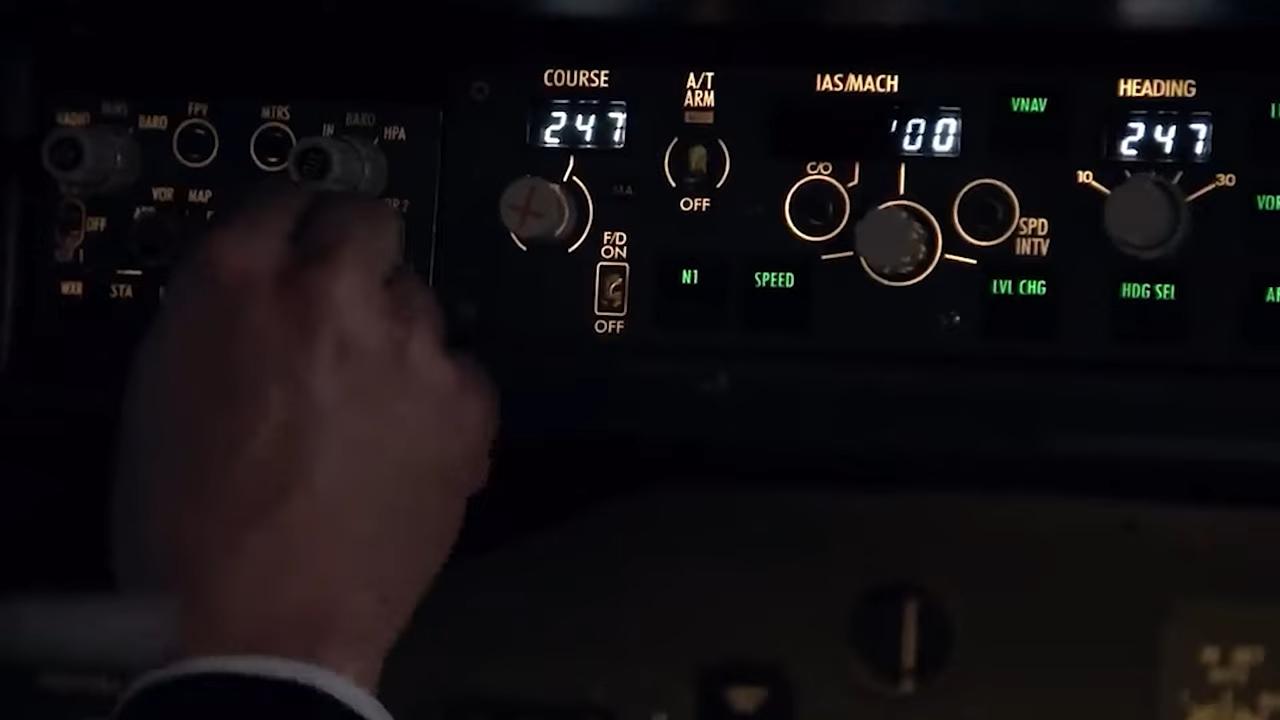 COURSE
247
A/T
ARM
OFF
IAS/MACH
'00
VNAV
HEADING
247
RADIO
MINS
BARO
FPV
MTRS
IN
BARO
HPA
VOR
MAP
OFF
WXR
STA
F/D
ON
OFF
N1
SPEED
C/O
SPD
INTV
LVL CHG
10
30
HDG SEL